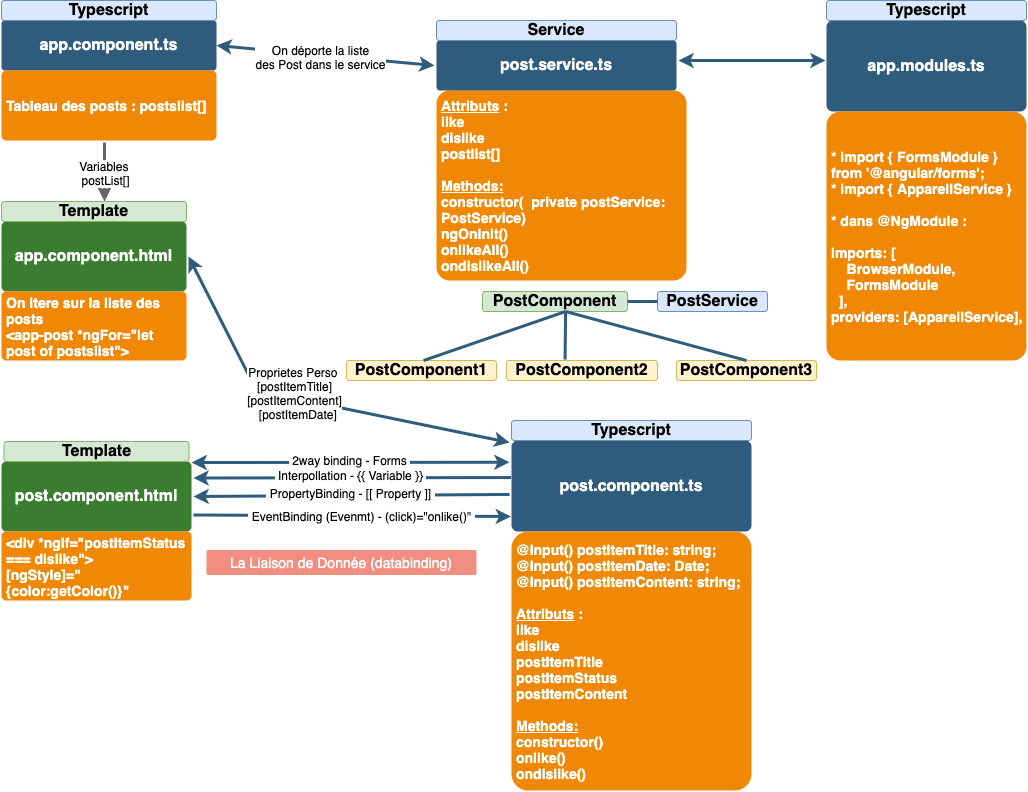 Typescript
app.component.ts
Tableau des posts : postslist[]
On déporte la liste
des Post dans le service
Service
post.service.ts
Attributs :
like
dislike
postlist[]
Methods:
constructor(  private postService:
PostService)
ngOnInit()
onlikeAll()
ondislikeAll()
Typescript
app.modules.ts
* import { FormsModule }
from '@angular/forms';
* import { AppareilService }
* dans @NgModule :
imports: [
BrowserModule,
FormsModule
],
providers: [AppareilService],
Variables
postList[]
Template
app.component.html
On itere sur la liste des
posts
<app-post *ngFor="let
post of postslist">
PostComponent
PostService
PostComponent1
PostComponent2
PostComponent3
Proprietes Perso
[postItemTitle]
[postItemContent]
[postItemDate]
Template
post.component.html
<div *ngIf="postItemStatus
=== dislike">
[ngStyle]="
{color:getColor()}"
2way binding - Forms
Interpollation - {{ Variable }}
PropertyBinding - [[ Property ]]
EventBinding (Evenmt) - (click)="onlike()"
La Liaison de Donnée (databinding)
Typescript
post.component.ts
@Input() postItemTitle: string;
@Input() postItemDate: Date;
@Input() postItemContent: string;
Attributs :
like
dislike
postItemTitle
postItemStatus
postItemContent
Methods:
constructor()
onlike()
ondislike()